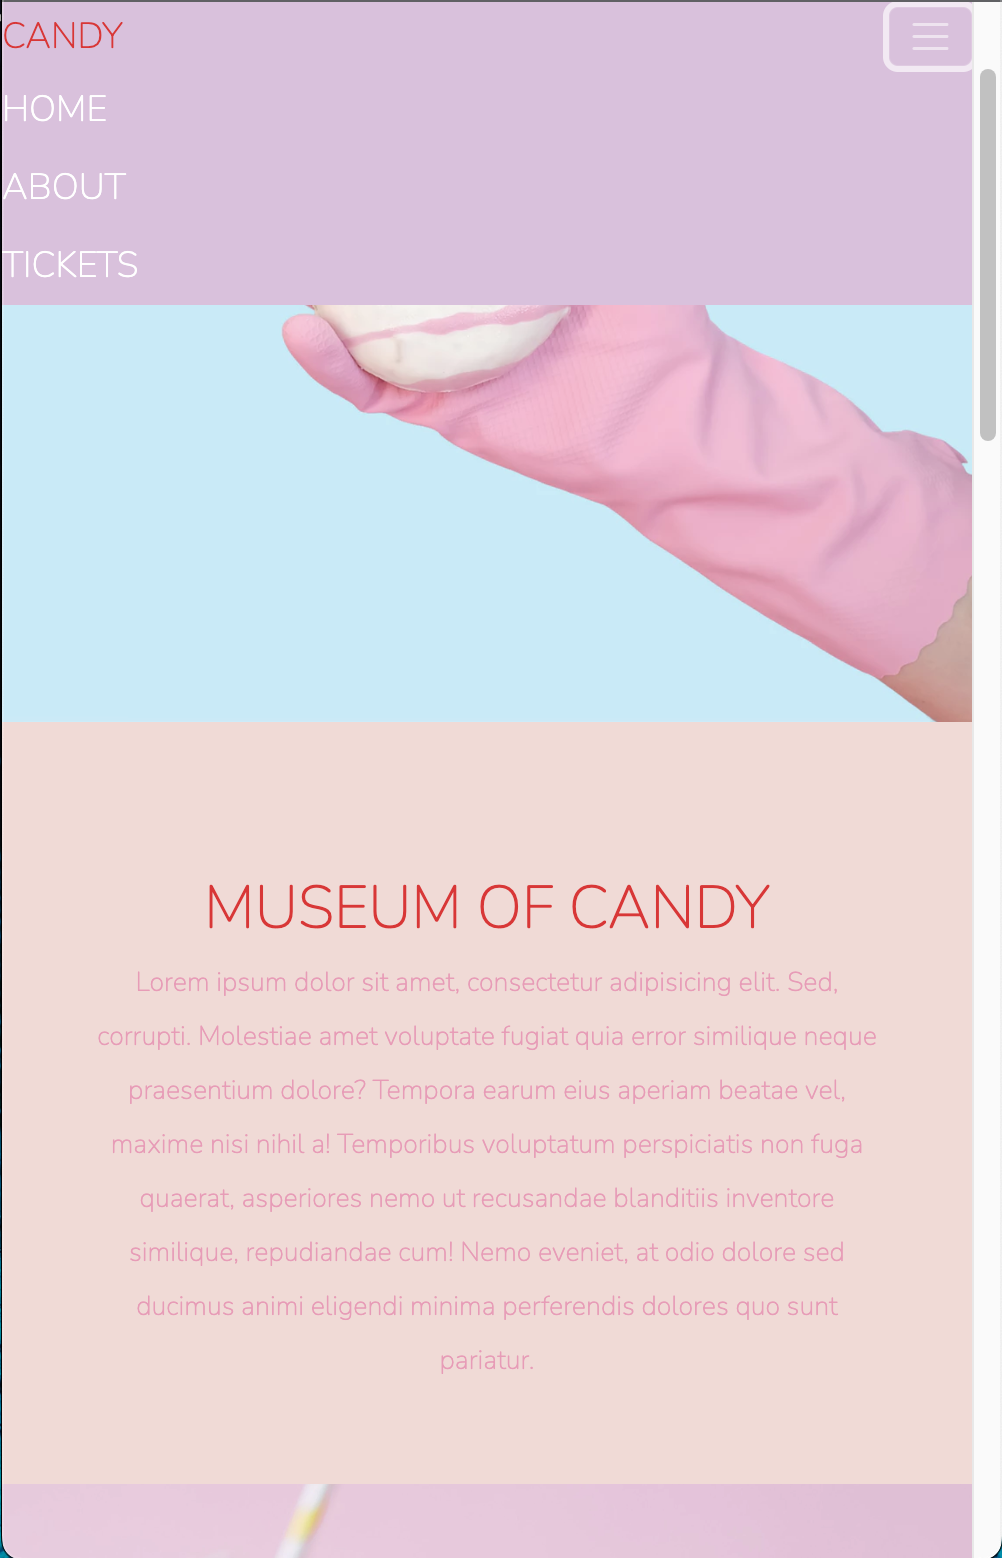 CANDY
HOME
ABOUT
TICKETS
MUSEUM OF CANDY
Lorem ipsum dolor sit amet, consectetur adipisicing elit. Sed,
corrupti. Molestiae amet voluptate fugiat quia error similique neque
praesentium dolore? Tempora earum eius aperiam beatae vel,
maxime nisi nihil a! Temporibus voluptatum perspiciatis non fuga
quaerat, asperiores nemo ut recusandae blanditiis inventore
similique, repudiandae cum! Nemo eveniet, at odio dolore sed
ducimus animi eligendi minima perferendis dolores quo sunt
pariatur.